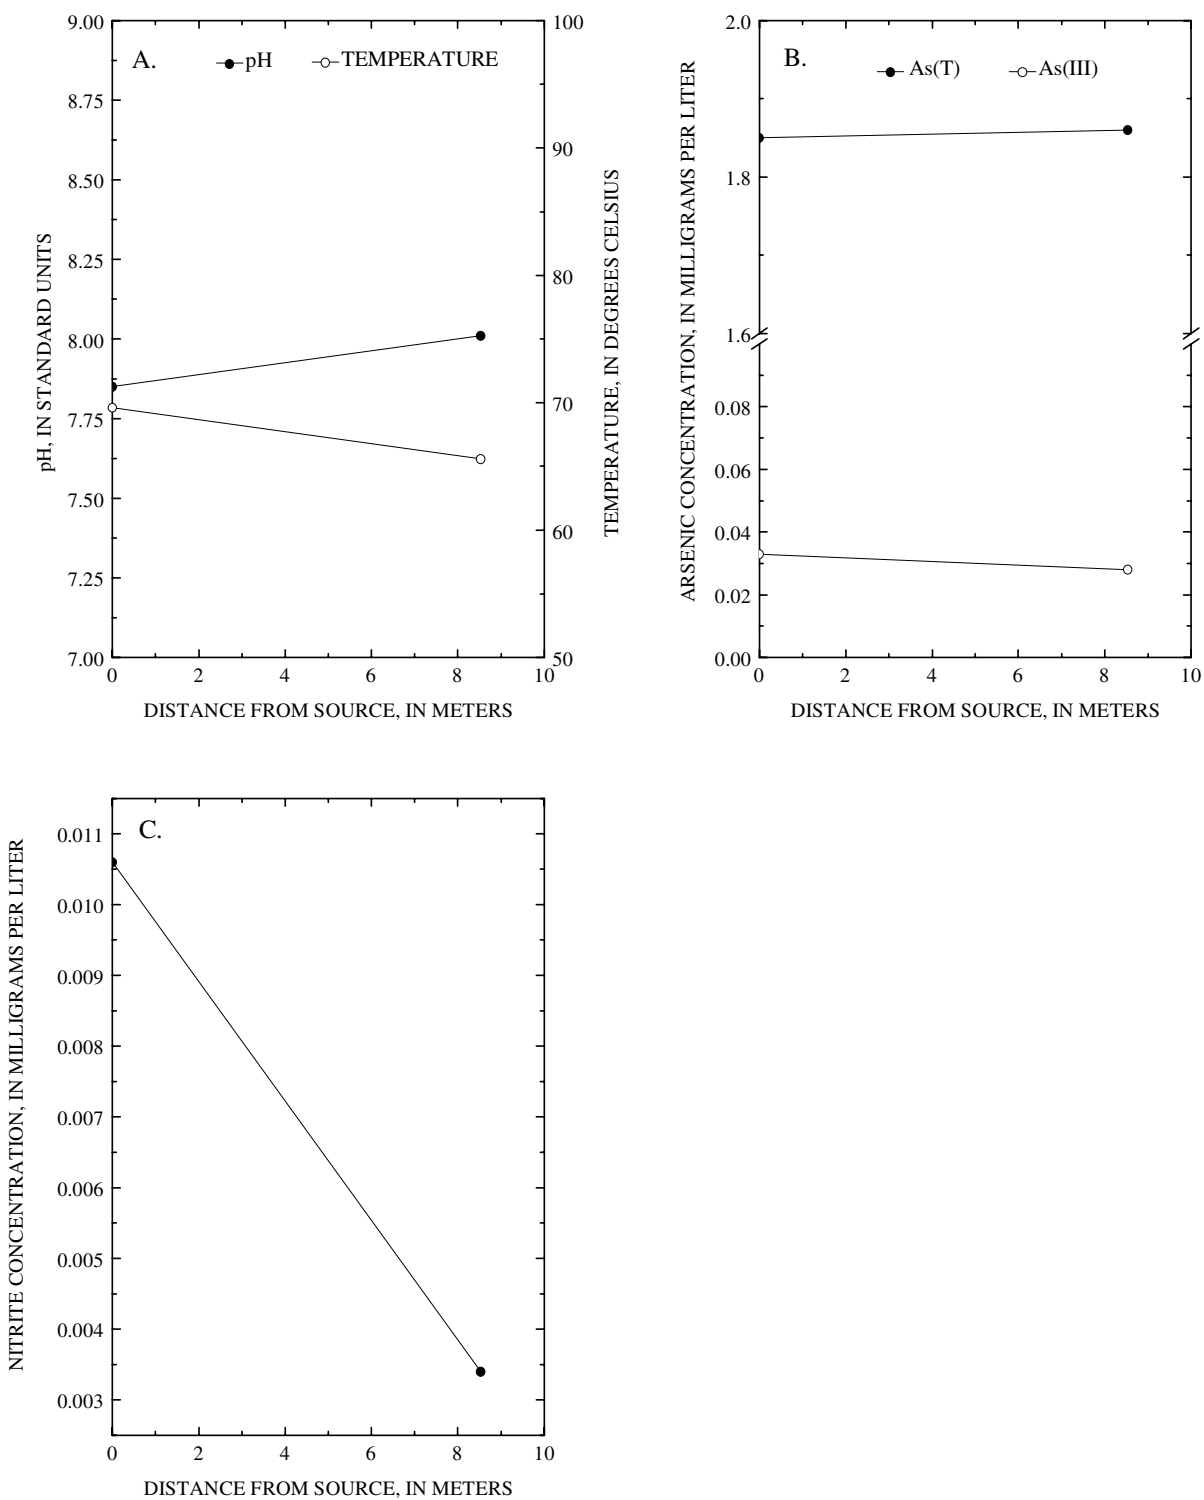 A.
pH
TEMPERATURE
pH, IN STANDARD UNITS
9.00
8.75
8.50
8.25
8.00
7.75
7.50
7.25
7.00
100
90
80
70
60
50
TEMPERATURE, IN DEGREES CELSIUS
0 2 4 6 8 10
DISTANCE FROM SOURCE, IN METERS
B.
As(T)
As(III)
ARSENIC CONCENTRATION, IN MILLIGRAMS PER LITER
2.0
1.8
1.6
0.08
0.06
0.04
0.02
0.00
0 2 4 6 8 10
DISTANCE FROM SOURCE, IN METERS
C.
NITRITE CONCENTRATION, IN MILLIGRAMS PER LITER
0.011
0.010
0.009
0.008
0.007
0.006
0.005
0.004
0.003
0 2 4 6 8 10
DISTANCE FROM SOURCE, IN METERS